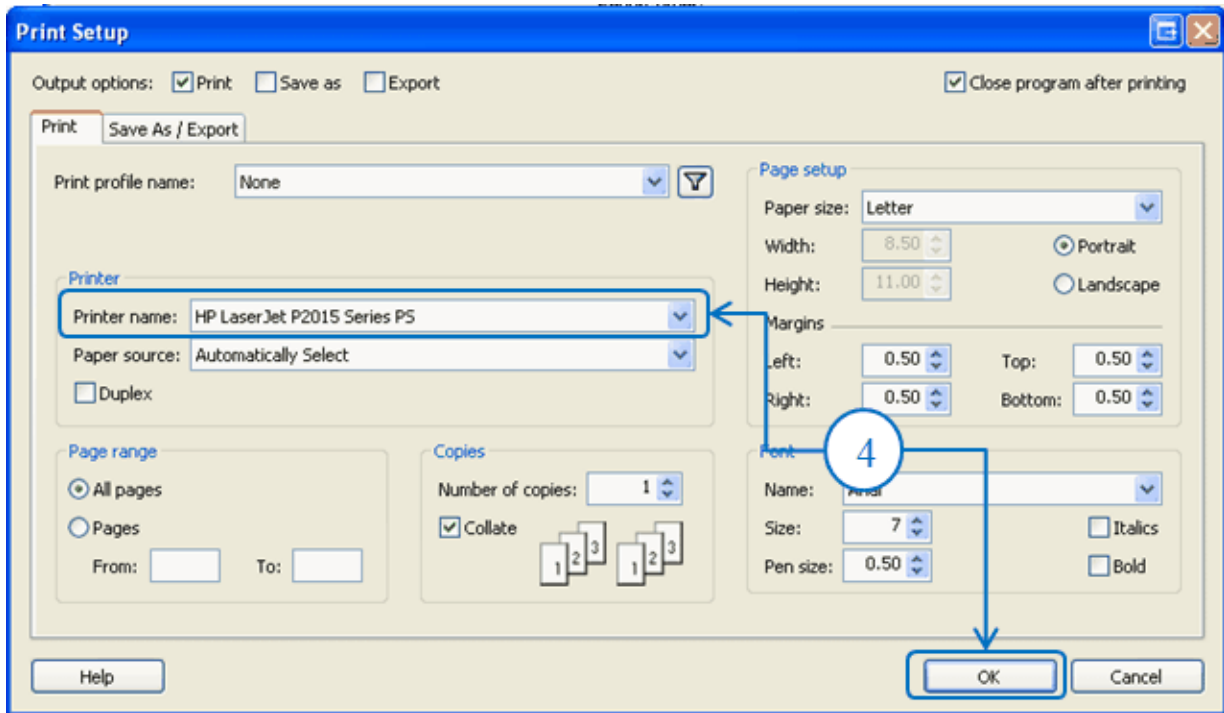 Print Setup
Output options: Print Save as Export Close program after printing
Print Save As / Export
Print profile name: None
Printer
Printer name: HP LaserJet P2015 Series PS
Paper source: Automatically Select
Duplex
Page range
All pages
Pages
From: To:
Copies
Number of copies: 1
Collate
1 2 3 1 2 3
Page setup
Paper size: Letter
Width: 8.50 Portrait
Height: 11.00 Landscape
Margins
Left: 0.50 Top: 0.50
Right: 0.50 Bottom: 0.50
4
Font
Name: Arial
Size: 7 Italics
Pen size: 0.50 Bold
Help OK Cancel